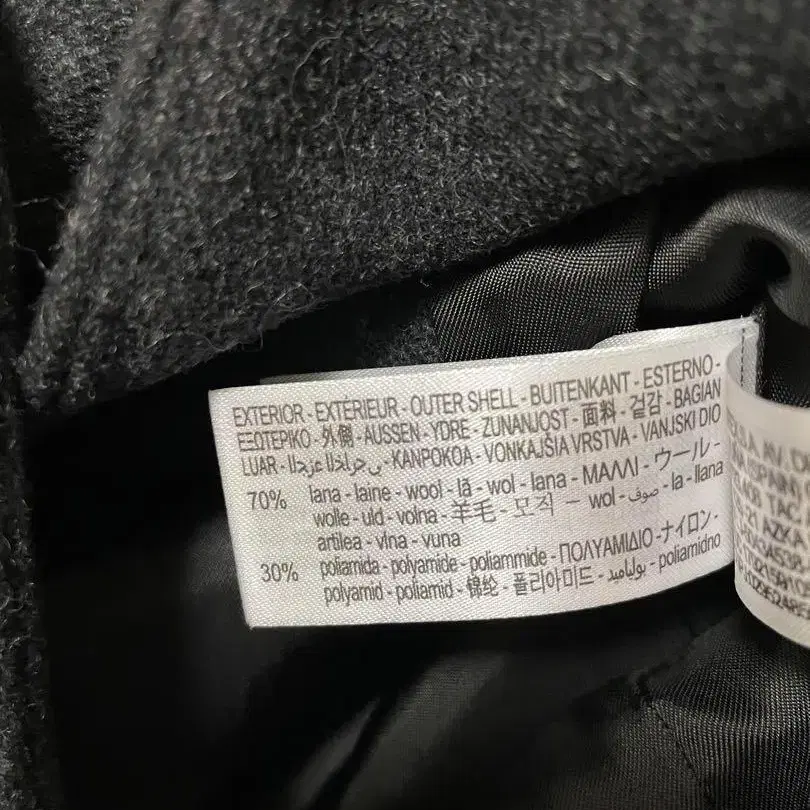 EXTERIOR - EXTERIEUR - OUTER SHELL - BUITENKANT - ESTERNO -
ΕΞΩΤΕΡΙΚΟ - 外側 - AUSSEN - YDRE - ZUNANJOST - 面料 - 겉감 - BAGIAN
LUAR - الجزء الخارجي - KANPOKOA - VONKAJŠIA VRSTVA - VANJSKI DIO
70% lana - laine - wool - lã - wol - lana - ΜΑΛΛΙ - ウール -
wolle - uld - volna - 羊毛 - 모직 - wol - صوف - la - llana
artilea - vlna - vuna
30% poliamida - polyamide - poliammide - ΠΟΛΥΑΜΙΔΙΟ - ナイロン -
polyamid - poliamid - 锦纶 - 폴리아미드 - بوليامید - poliamidno
(SPAIN)